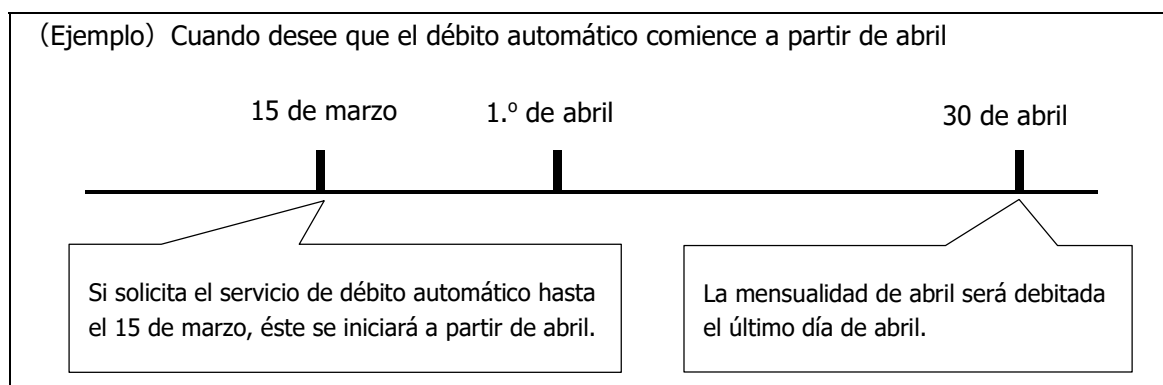 （Ejemplo）Cuando desee que el débito automático comience a partir de abril
15 de marzo 1.º de abril 30 de abril
Si solicita el servicio de débito automático hasta
el 15 de marzo, éste se iniciará a partir de abril.
La mensualidad de abril será debitada
el último día de abril.